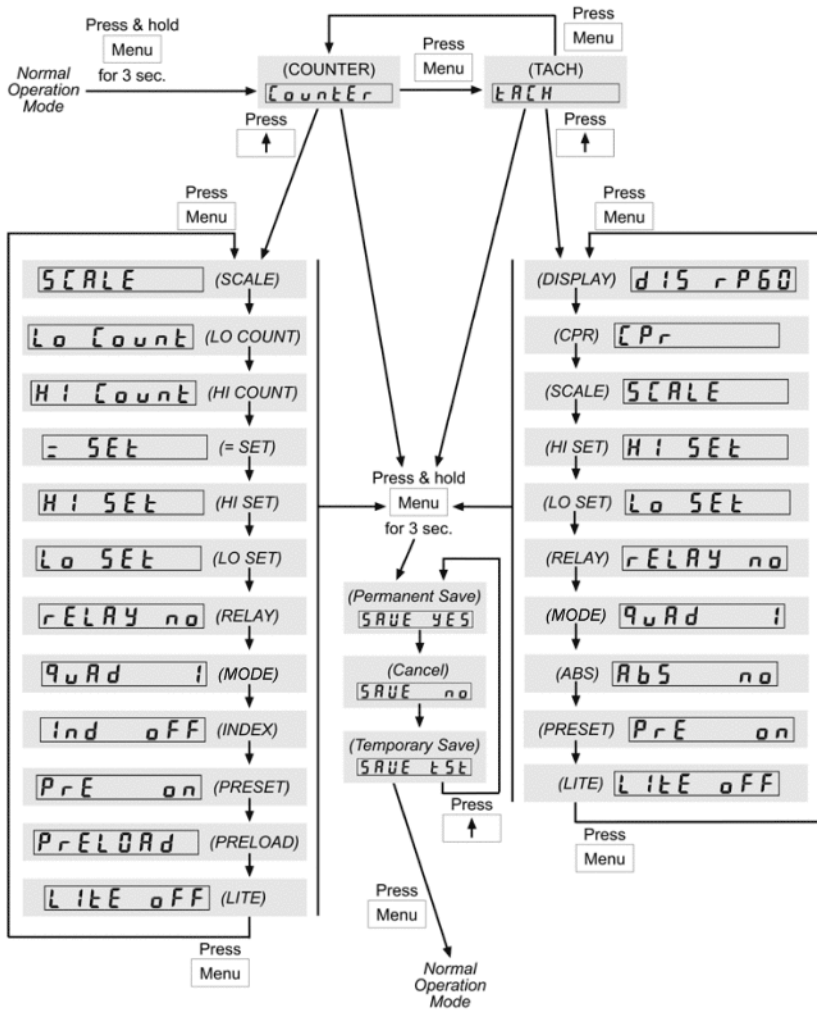 Press & hold
Menu
for 3 sec.
Normal
Operation
Mode
(COUNTER)
CountEr
Press
Menu
Press
Menu
(TACH)
tACH
Press
Press
Press
Menu
SCALE (SCALE)
Lo Count (LO COUNT)
HI Count (HI COUNT)
= SEt (= SET)
HI SEt (HI SET)
Lo SEt (LO SET)
rELAY no (RELAY)
quAd 1 (MODE)
Ind oFF (INDEX)
PrE on (PRESET)
PrELOAd (PRELOAD)
LItE oFF (LITE)
Press
Menu
Press & hold
Menu
for 3 sec.
(Permanent Save)
SAUE YES
(Cancel)
SAUE no
(Temporary Save)
SAUE tSt
Press
Press
Menu
Normal
Operation
Mode
Press
Menu
(DISPLAY) dIS rP60
(CPR) CPr
(SCALE) SCALE
(HI SET) HI SEt
(LO SET) Lo SEt
(RELAY) rELAY no
(MODE) quAd 1
(ABS) AbS no
(PRESET) PrE on
(LITE) LItE oFF
Press
Menu